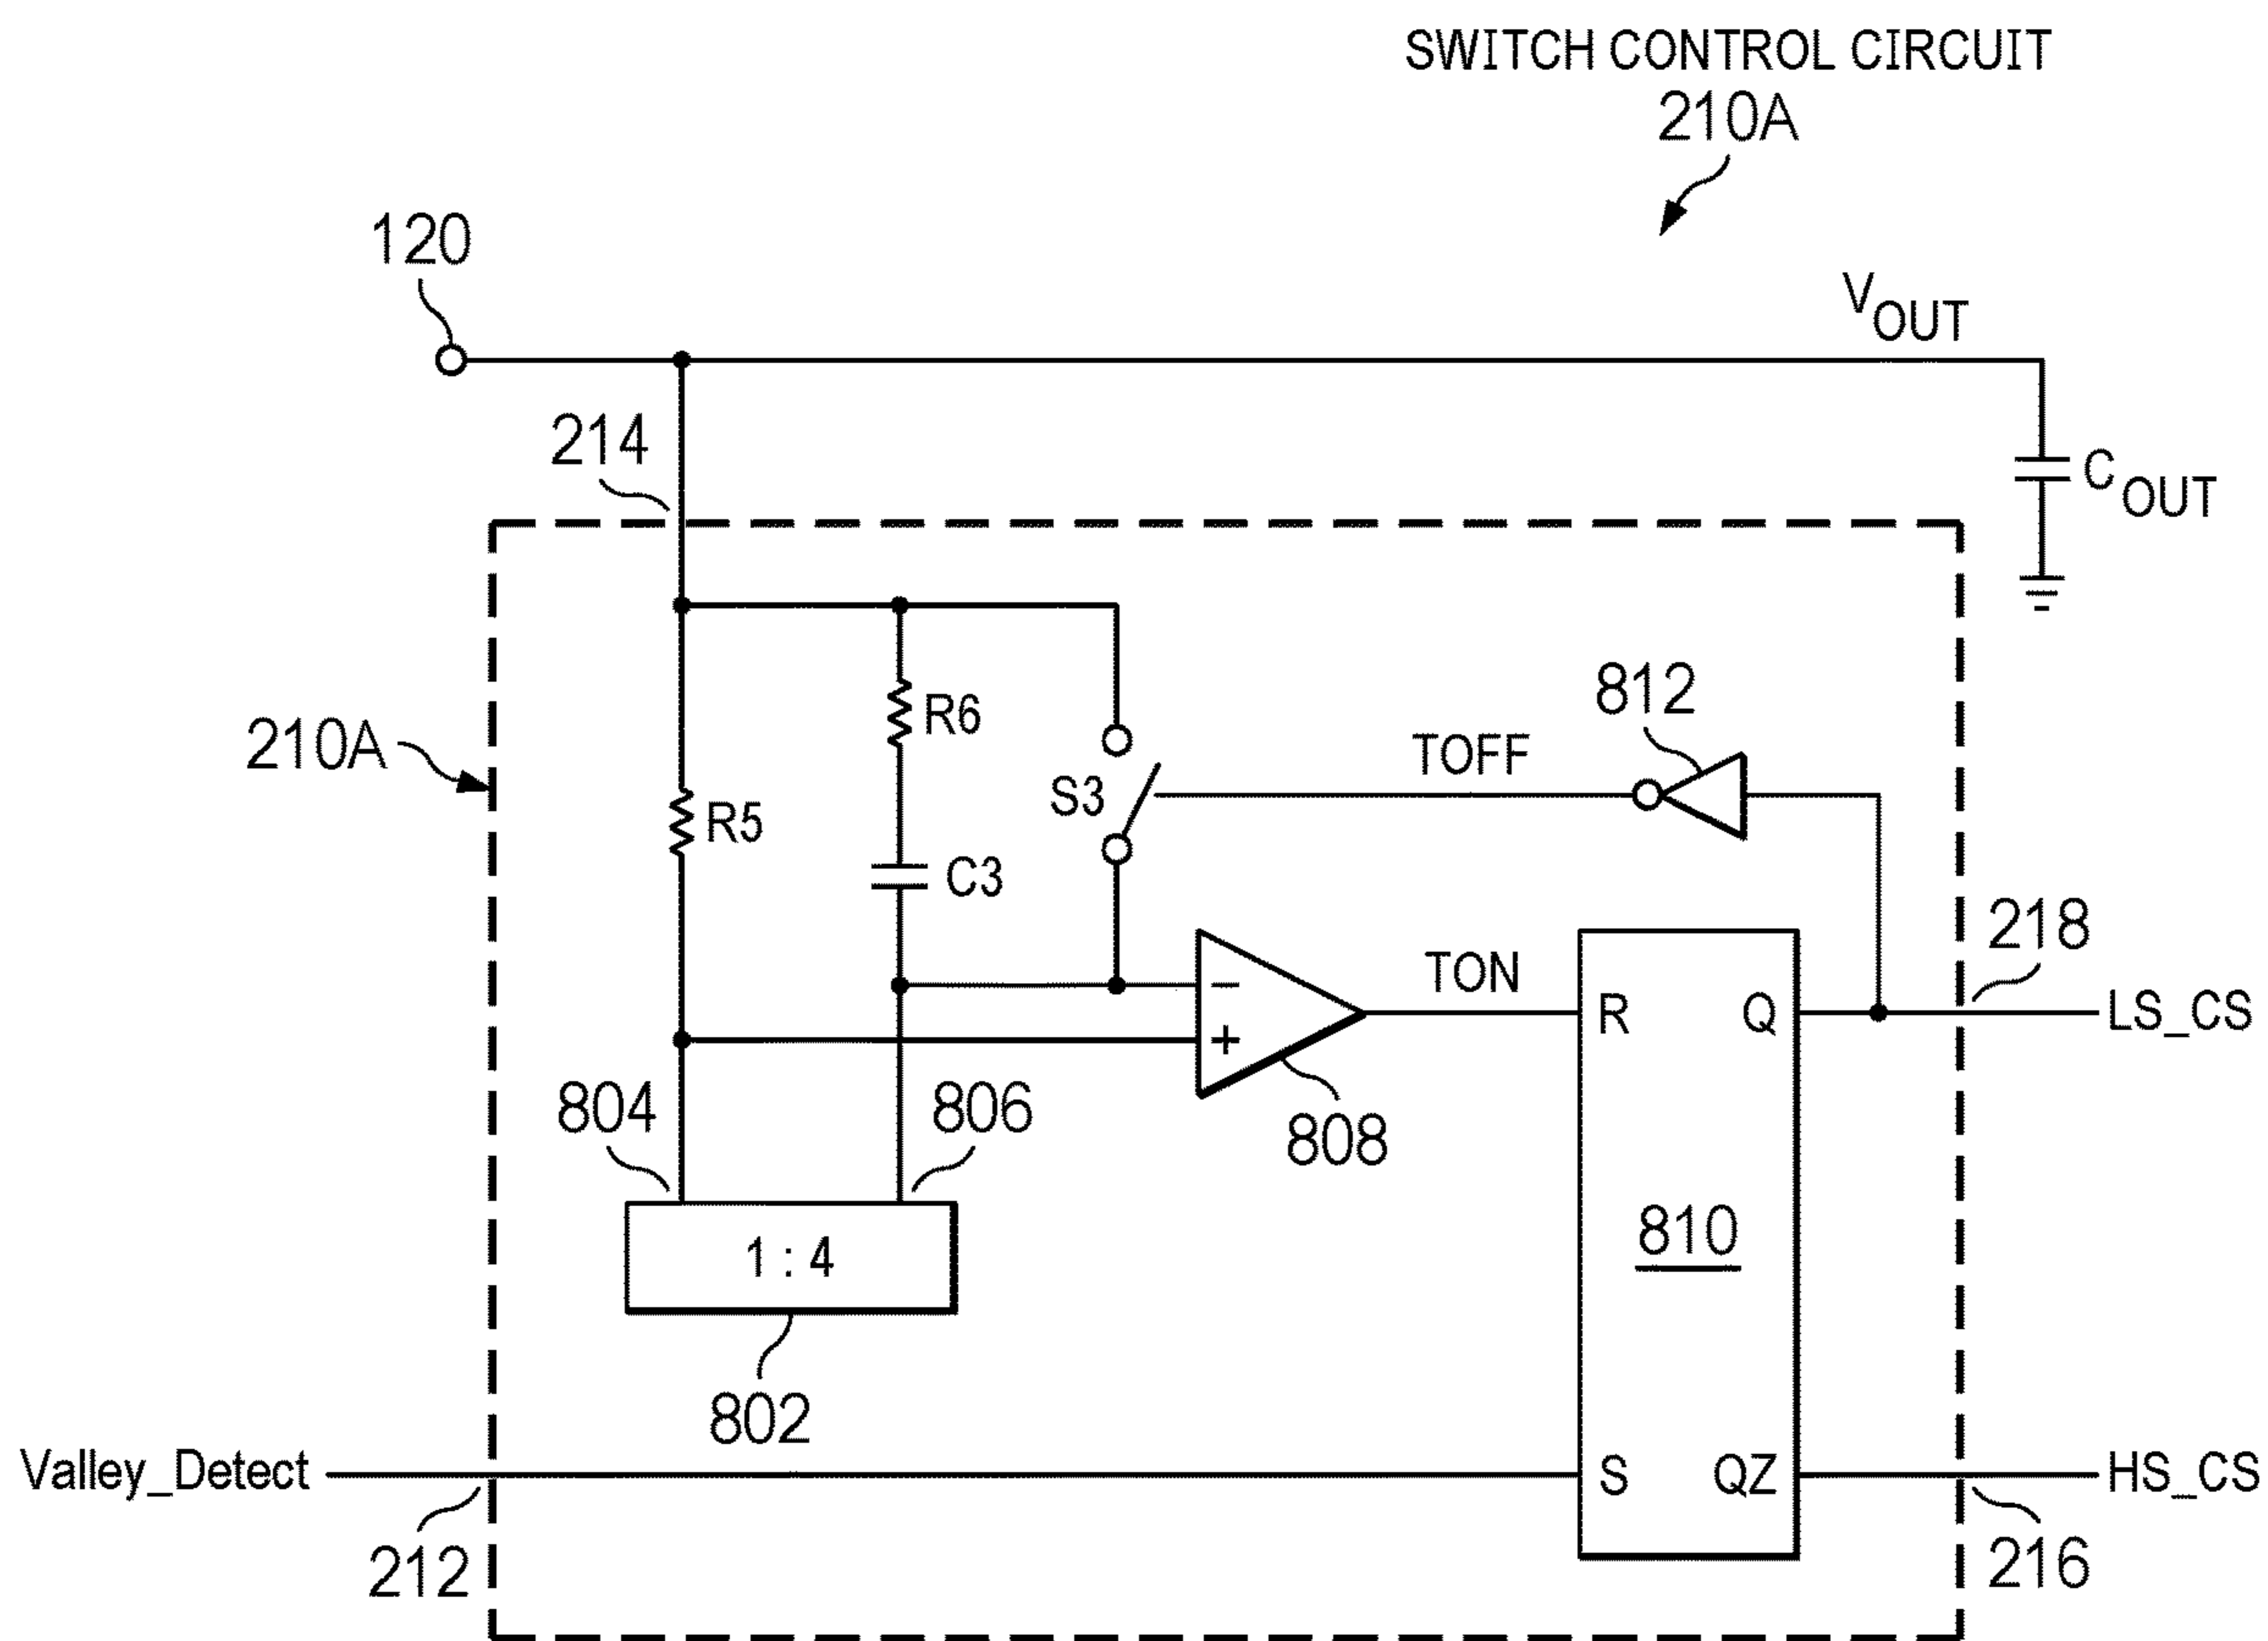 SWITCH CONTROL CIRCUIT
210A
120
VOUT
214
COUT
210A
R6
812
R5
S3
TOFF
C3
218
TON
R
Q
LS_CS
−
+
804
806
808
810
1 : 4
802
Valley_Detect
S
QZ
HS_CS
212
216